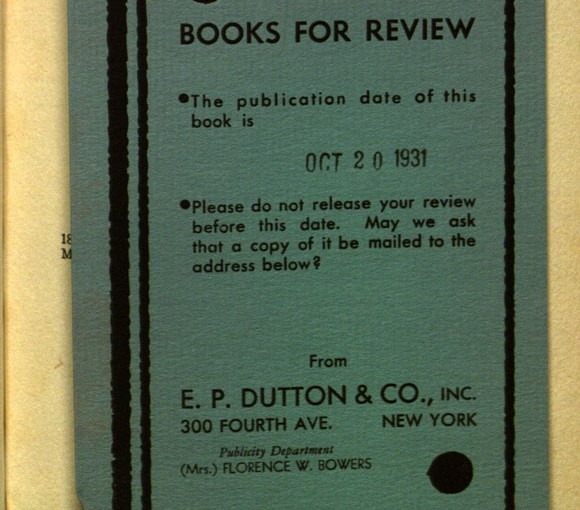 BOOKS FOR REVIEW
•The publication date of this
book is
OCT 20 1931
•Please do not release your review
before this date. May we ask
that a copy of it be mailed to the
address below?
18
M
From
E. P. DUTTON & CO., INC.
300 FOURTH AVE. NEW YORK
Publicity Department
(Mrs.) FLORENCE W. BOWERS